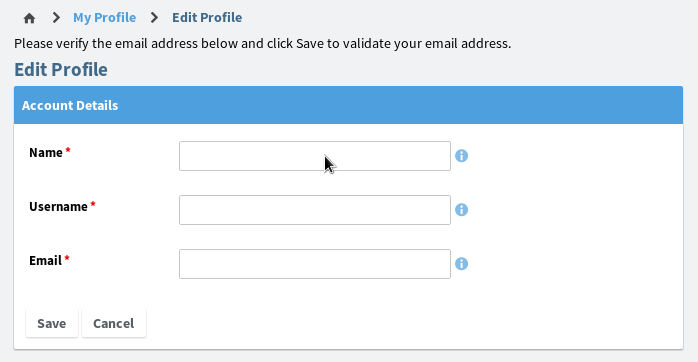 My Profile Edit Profile
Please verify the email address below and click Save to validate your email address.
Edit Profile
Account Details
Name *
Username *
Email *
Save Cancel